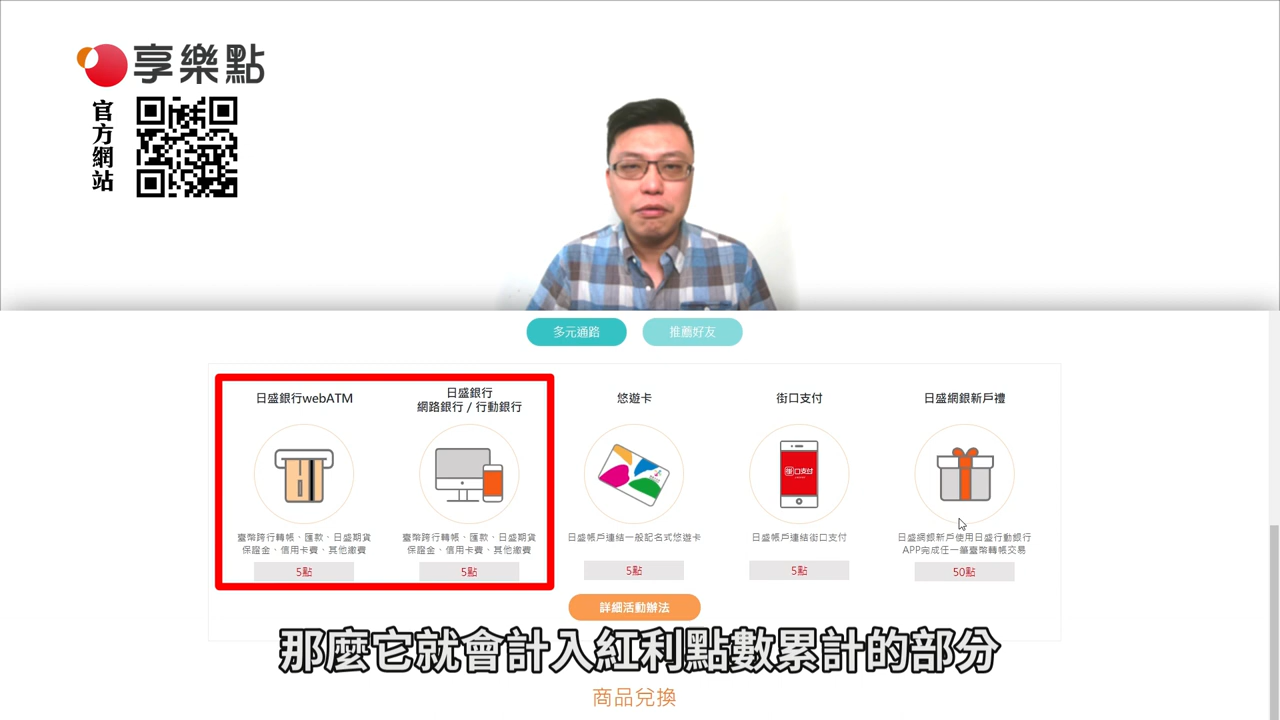 享樂點
官方網站
多元通路
推薦好友
日盛銀行webATM
臺幣跨行轉帳、匯款、日盛期貨
保證金、信用卡費、其他繳費
5點
日盛銀行
網路銀行 / 行動銀行
臺幣跨行轉帳、匯款、日盛期貨
保證金、信用卡費、其他繳費
5點
悠遊卡
日盛帳戶連結一般記名式悠遊卡
5點
街口支付
街口支付
日盛帳戶連結街口支付
5點
日盛網銀新戶禮
日盛網銀新戶使用日盛行動銀行
APP完成任一筆臺幣轉帳交易
50點
詳細活動辦法
那麼它就會計入紅利點數累計的部分
商品兌換